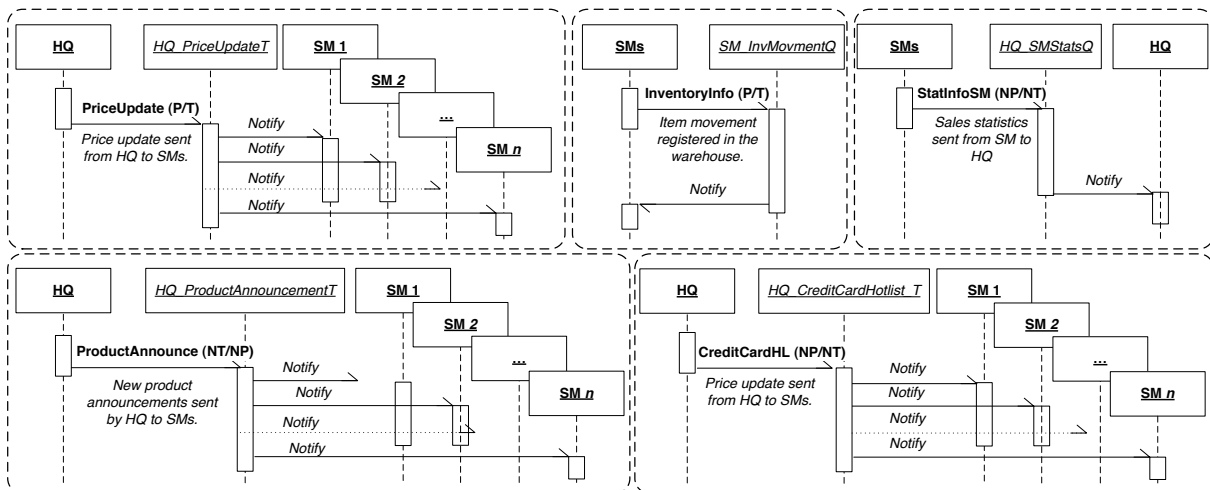 HQ
HQ_PriceUpdateT
SM 1
SM 2
...
SM n
PriceUpdate (P/T)
Price update sent
from HQ to SMs.
Notify
Notify
Notify
Notify
SMs
SM_InvMovmentQ
InventoryInfo (P/T)
Item movement
registered in the
warehouse.
Notify
SMs
HQ_SMStatsQ
HQ
StatInfoSM (NP/NT)
Sales statistics
sent from SM to
HQ
Notify
HQ
HQ_ProductAnnouncementT
SM 1
SM 2
...
SM n
ProductAnnounce (NT/NP)
New product
announcements sent
by HQ to SMs.
Notify
Notify
Notify
Notify
HQ
HQ_CreditCardHotlist_T
SM 1
SM 2
...
SM n
CreditCardHL (NP/NT)
Price update sent
from HQ to SMs.
Notify
Notify
Notify
Notify